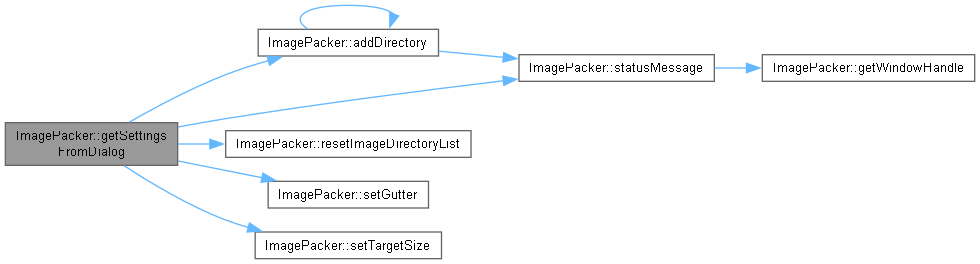 ImagePacker::addDirectory
ImagePacker::statusMessage
ImagePacker::getWindowHandle
ImagePacker::getSettings
FromDialog
ImagePacker::resetImageDirectoryList
ImagePacker::setGutter
ImagePacker::setTargetSize